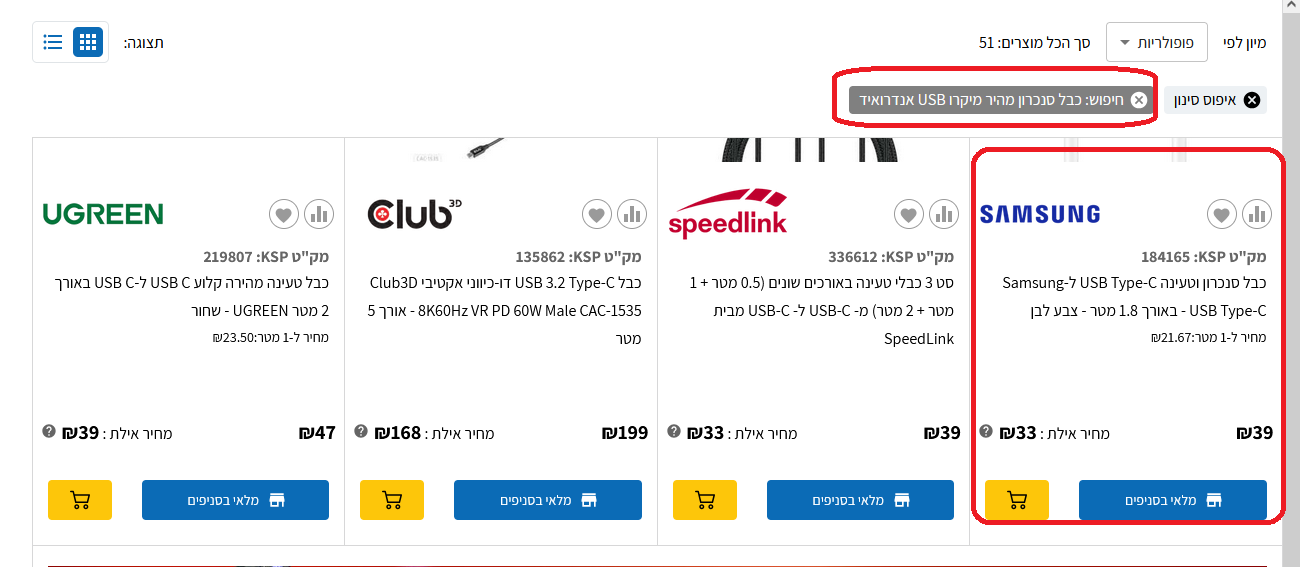 מיון לפי
פופולריות
סך הכל מוצרים: 51
תצוגה:
איפוס סינון
חיפוש: כבל סנכרון מהיר מיקרו USB אנדרואיד
SAMSUNG
מק"ט KSP: 184165
כבל סנכרון וטעינה USB Type-C ל-Samsung
USB Type-C - באורך 1.8 מטר - צבע לבן
מחיר ל-1 מטר:₪21.67
₪39
מחיר אילת : ₪33
מלאי בסניפים
speedlink
מק"ט KSP: 336612
סט 3 כבלי טעינה באורכים שונים (0.5 מטר + 1
מטר + 2 מטר) מ- USB-C ל- USB-C מבית
SpeedLink
₪39
מחיר אילת : ₪33
מלאי בסניפים
Club3D
מק"ט KSP: 135862
כבל USB 3.2 Type-C דו-כיווני אקטיבי Club3D
8K60Hz VR PD 60W Male CAC-1535 - אורך 5
מטר
₪199
מחיר אילת : ₪168
מלאי בסניפים
UGREEN
מק"ט KSP: 219807
כבל טעינה מהירה קלוע USB C ל-USB C באורך
2 מטר UGREEN - שחור
מחיר ל-1 מטר:₪23.50
₪47
מחיר אילת : ₪39
מלאי בסניפים